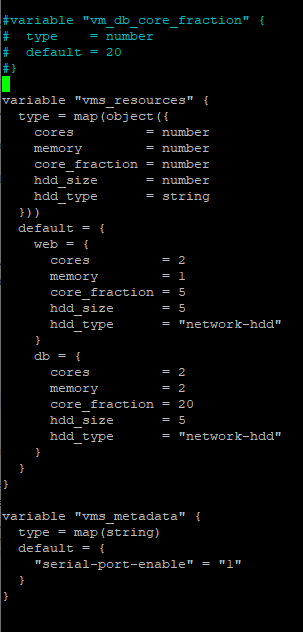 #variable "vm_db_core_fraction" {
#  type    = number
#  default = 20
#}

variable "vms_resources" {
  type = map(object({
    cores         = number
    memory        = number
    core_fraction = number
    hdd_size      = number
    hdd_type      = string
  }))
  default = {
    web = {
      cores         = 2
      memory        = 1
      core_fraction = 5
      hdd_size      = 5
      hdd_type      = "network-hdd"
    }
    db = {
      cores         = 2
      memory        = 2
      core_fraction = 20
      hdd_size      = 5
      hdd_type      = "network-hdd"
    }
  }
}

variable "vms_metadata" {
  type = map(string)
  default = {
    "serial-port-enable" = "1"
  }
}